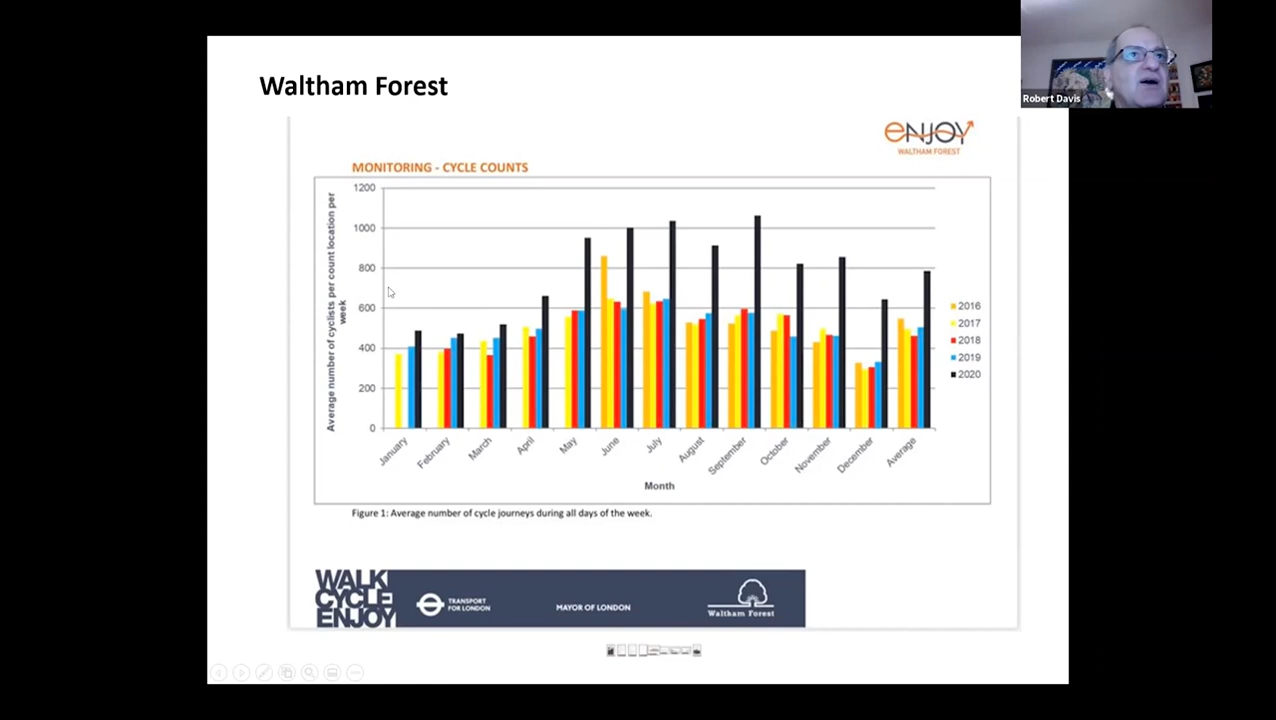 Waltham Forest
Robert Davis
eNJOY
WALTHAM FOREST
MONITORING - CYCLE COUNTS
Average number of cyclists per count location per
week
1200
1000
800
600
400
200
0
January
February
March
April
May
June
July
August
September
October
November
December
Average
Month
2016
2017
2018
2019
2020
Figure 1: Average number of cycle journeys during all days of the week.
WALK
CYCLE
ENJOY
TRANSPORT
FOR LONDON
MAYOR OF LONDON
Waltham Forest